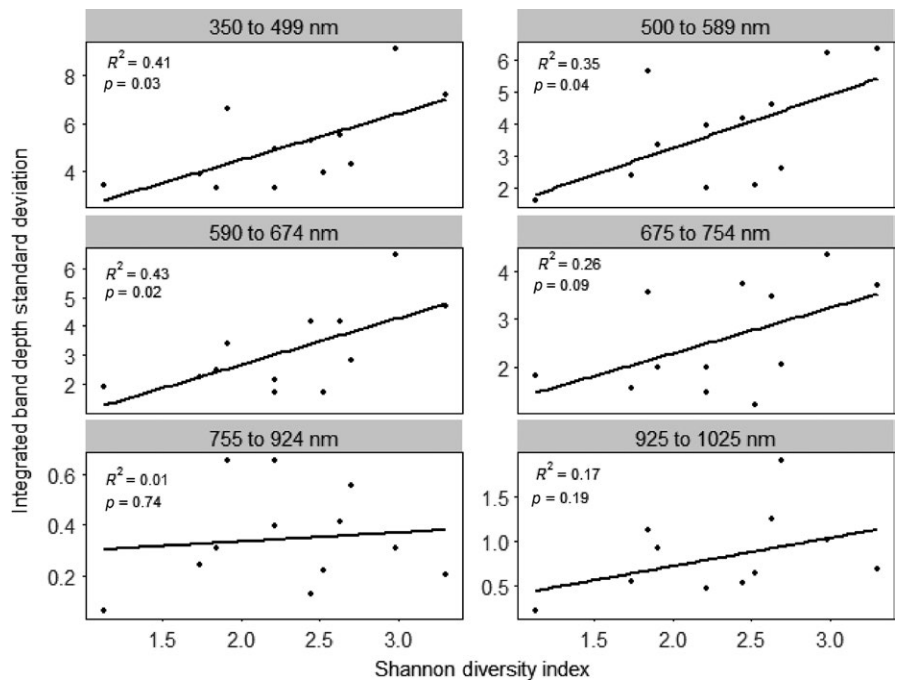 350 to 499 nm
R² = 0.41
p = 0.03
8
6
4
500 to 589 nm
R² = 0.35
p = 0.04
6
5
4
3
2
590 to 674 nm
R² = 0.43
p = 0.02
6
5
4
3
2
675 to 754 nm
R² = 0.26
p = 0.09
4
3
2
755 to 924 nm
R² = 0.01
p = 0.74
0.6
0.4
0.2
1.5
2.0
2.5
3.0
925 to 1025 nm
R² = 0.17
p = 0.19
1.5
1.0
0.5
1.5
2.0
2.5
3.0
Integrated band depth standard deviation
Shannon diversity index